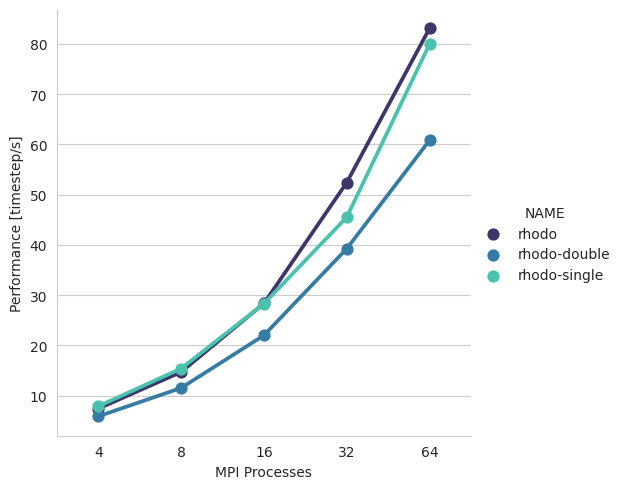 80
70
60
50
40
30
20
10
Performance [timestep/s]
4 8 16 32 64
MPI Processes
NAME
rhodo
rhodo-double
rhodo-single